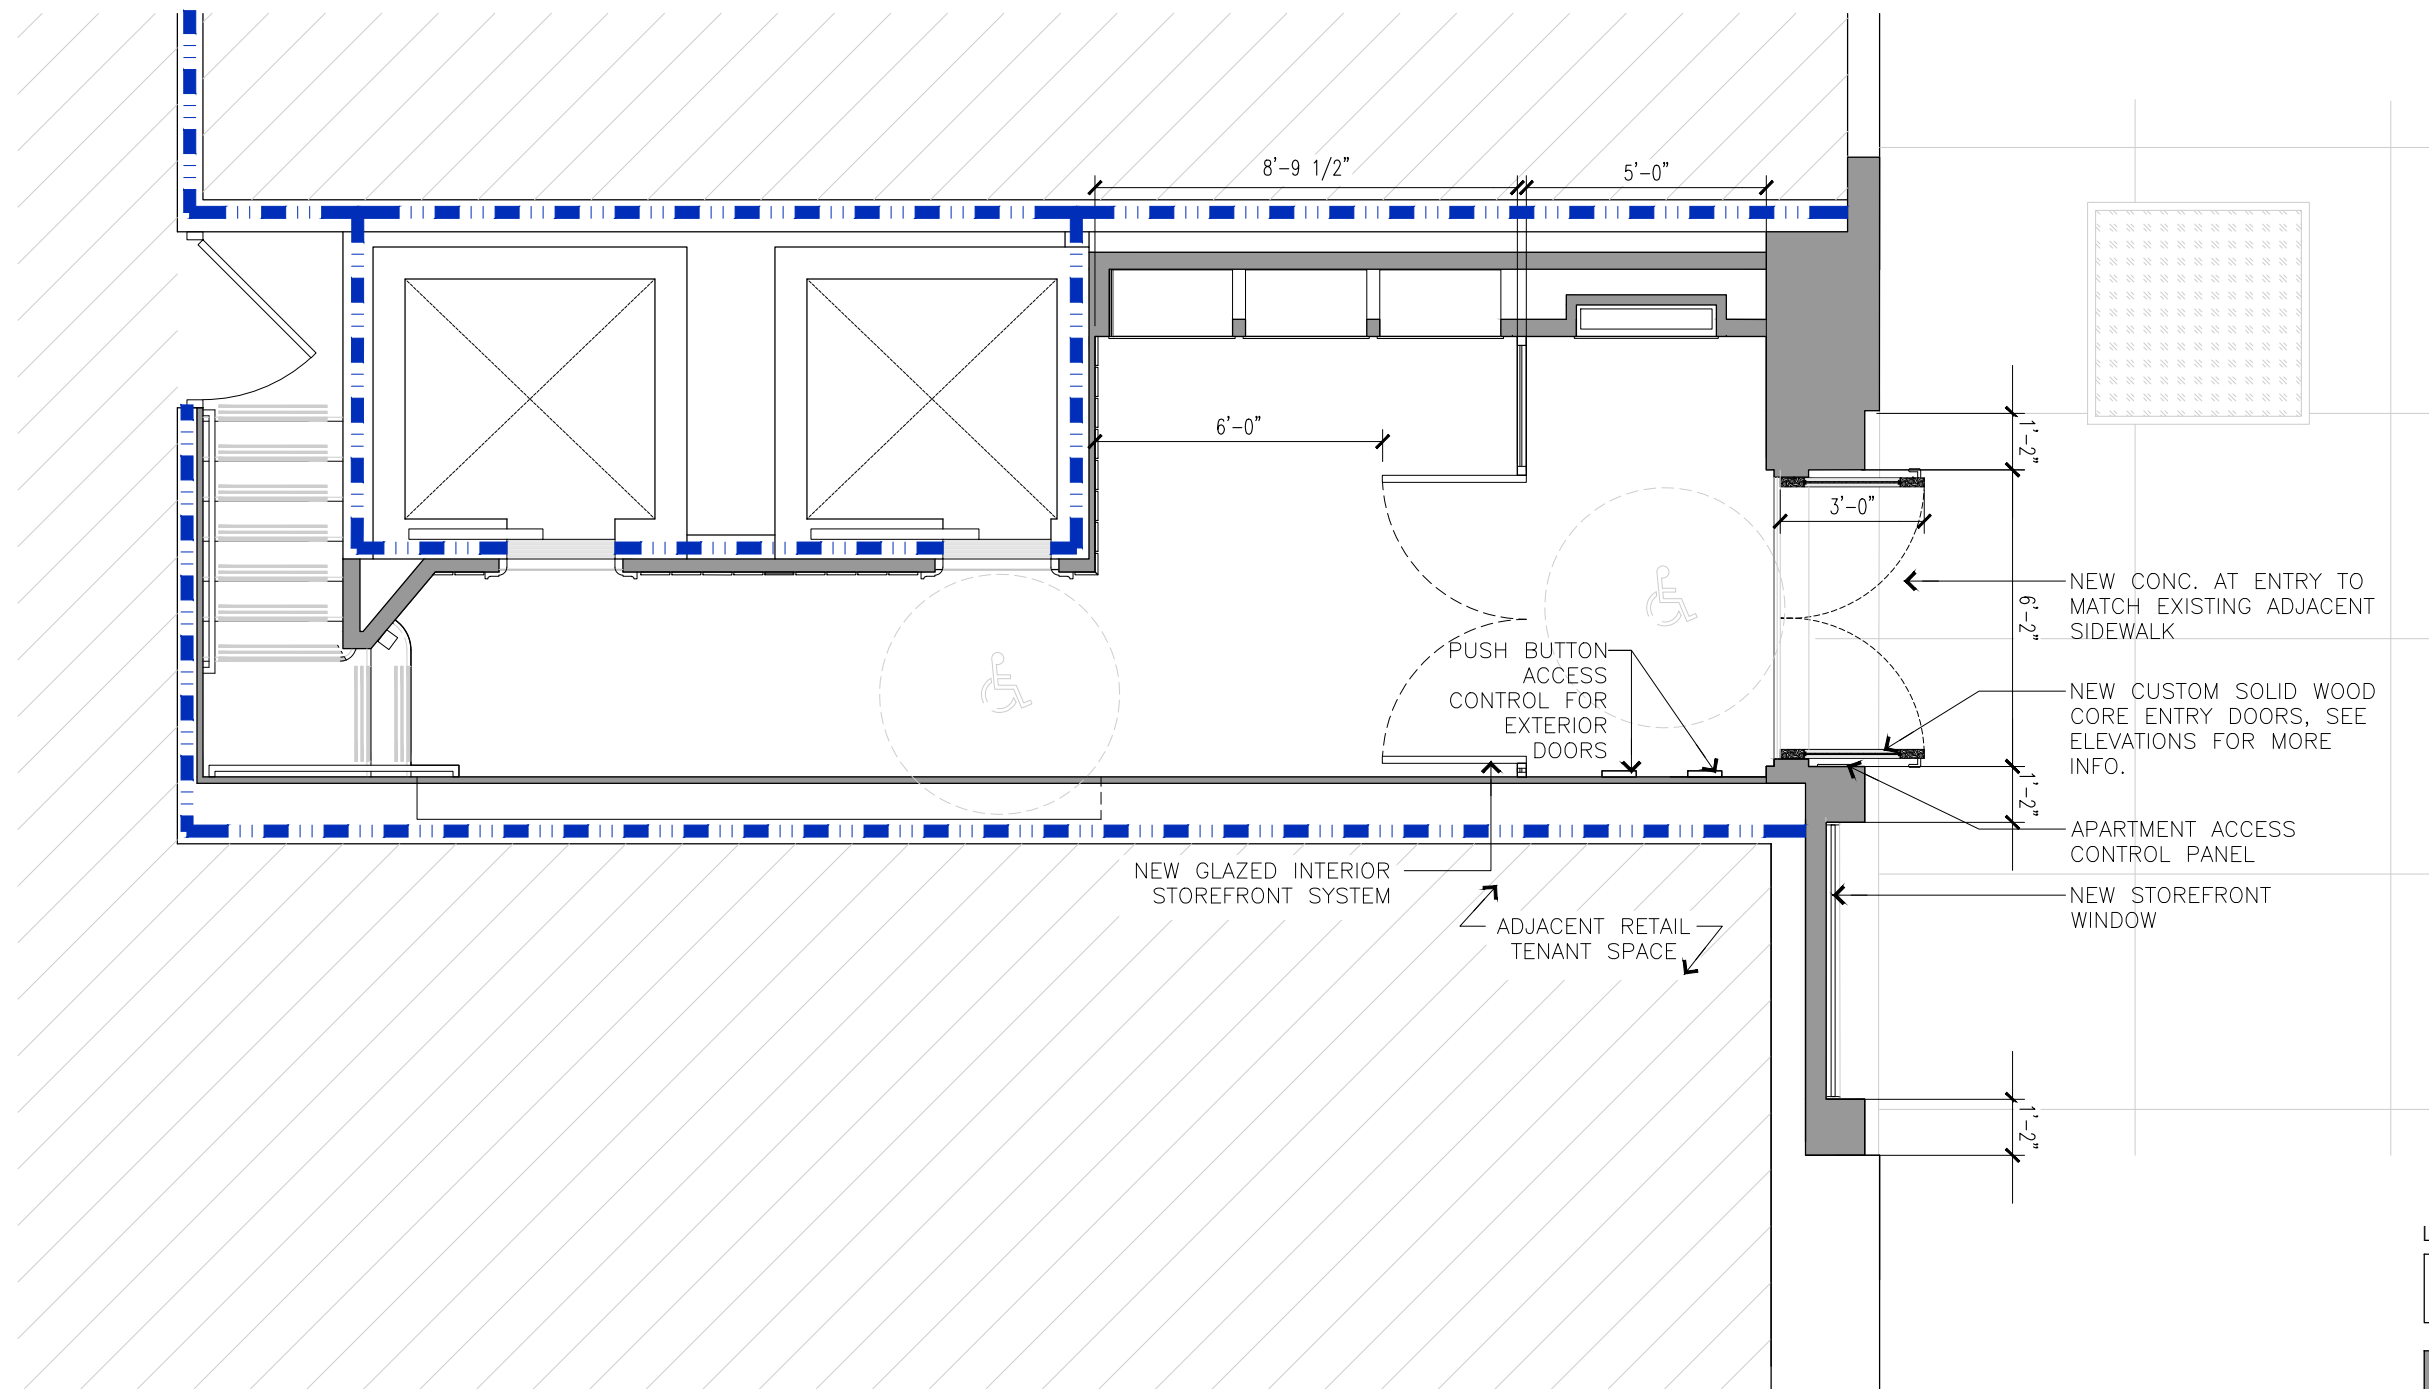 8'-9 1/2"
5'-0"
6'-0"
1'-2"
3'-0"
6'-2"
NEW CONC. AT ENTRY TO
MATCH EXISTING ADJACENT
SIDEWALK
PUSH BUTTON
ACCESS
CONTROL FOR
EXTERIOR
DOORS
NEW CUSTOM SOLID WOOD
CORE ENTRY DOORS, SEE
ELEVATIONS FOR MORE
INFO.
1'-2"
APARTMENT ACCESS
CONTROL PANEL
NEW GLAZED INTERIOR
STOREFRONT SYSTEM
NEW STOREFRONT
WINDOW
ADJACENT RETAIL
TENANT SPACE
1'-2"